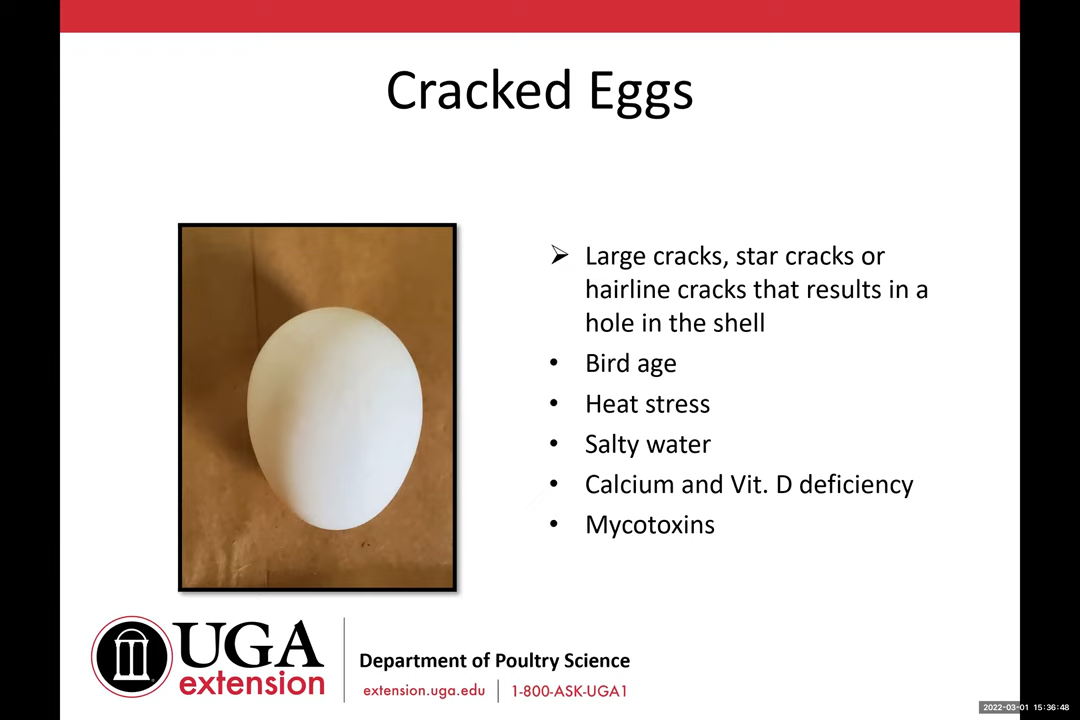 Cracked Eggs
➢ Large cracks, star cracks or
hairline cracks that results in a
hole in the shell
• Bird age
• Heat stress
• Salty water
• Calcium and Vit. D deficiency
• Mycotoxins
UGA
extension
Department of Poultry Science
extension.uga.edu | 1-800-ASK-UGA1
2022-03-01 15:36:48